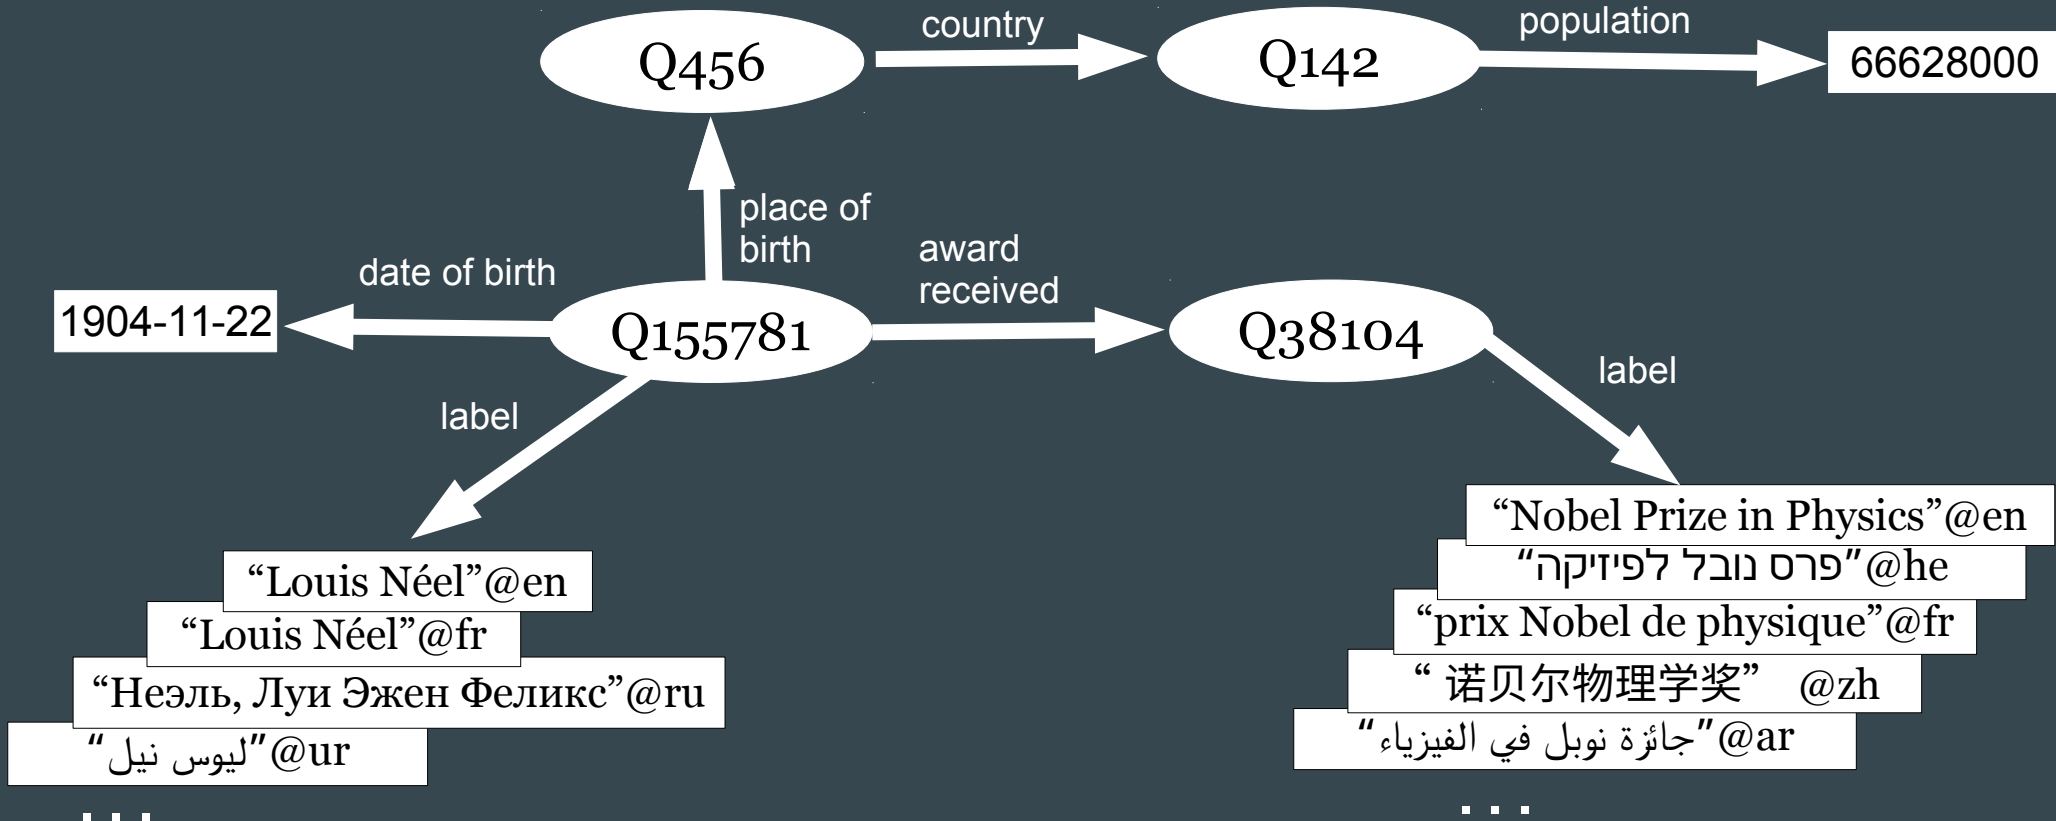 country
population
Q456
Q142
66628000
place of
birth
award
received
date of birth
1904-11-22
Q155781
Q38104
label
label
“Nobel Prize in Physics”@en
“פרס נובל לפיזיקה”@he
“prix Nobel de physique”@fr
“ 诺贝尔物理学奖” @zh
“جائزة نوبل في الفيزياء”@ar
“Louis Néel”@en
“Louis Néel”@fr
“Неэль, Луи Эжен Феликс”@ru
“ليوس نيل”@ur
...
...